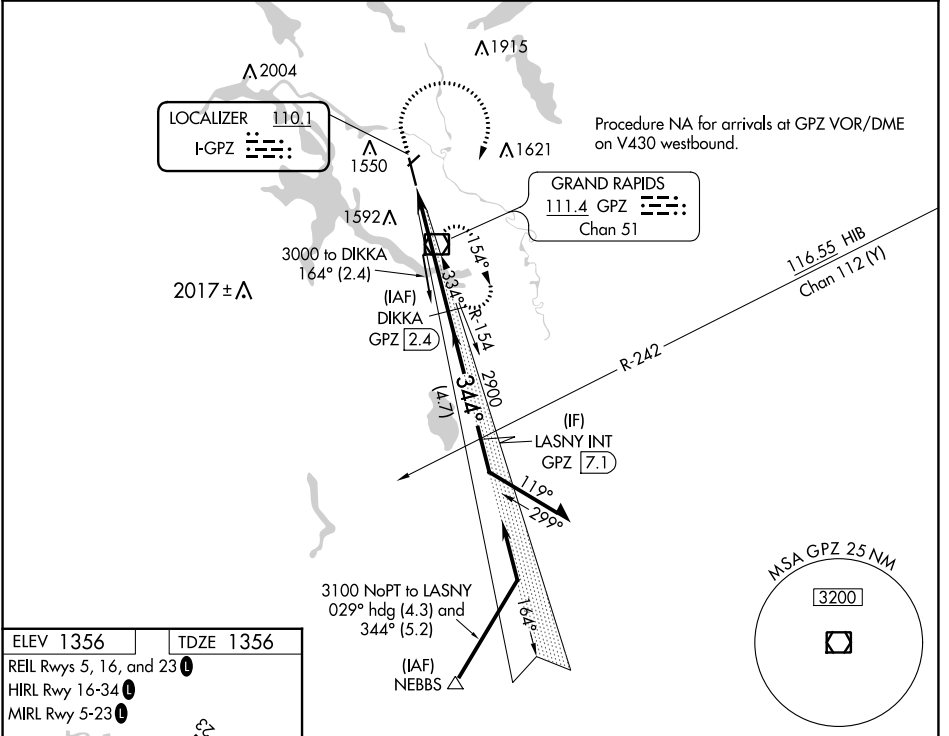 1915
2004
LOCALIZER 110.1
I-GPZ
1550
1621
Procedure NA for arrivals at GPZ VOR/DME
on V430 westbound.
GRAND RAPIDS
111.4 GPZ
Chan 51
1592
3000 to DIKKA
164° (2.4)
154°
116.55 HIB
Chan 112 (Y)
2017 ±
334°
R-154
(IAF)
DIKKA
GPZ 2.4
R-242
2900
344°
(4.7)
(IF)
LASNY INT
GPZ 7.1
119°
299°
MSA GPZ 25 NM
3200
3100 NoPT to LASNY
029° hdg (4.3) and
344° (5.2)
164°
(IAF)
NEBBS
ELEV 1356
TDZE 1356
REIL Rwys 5, 16, and 23 L
HIRL Rwy 16-34 L
MIRL Rwy 5-23 L
23